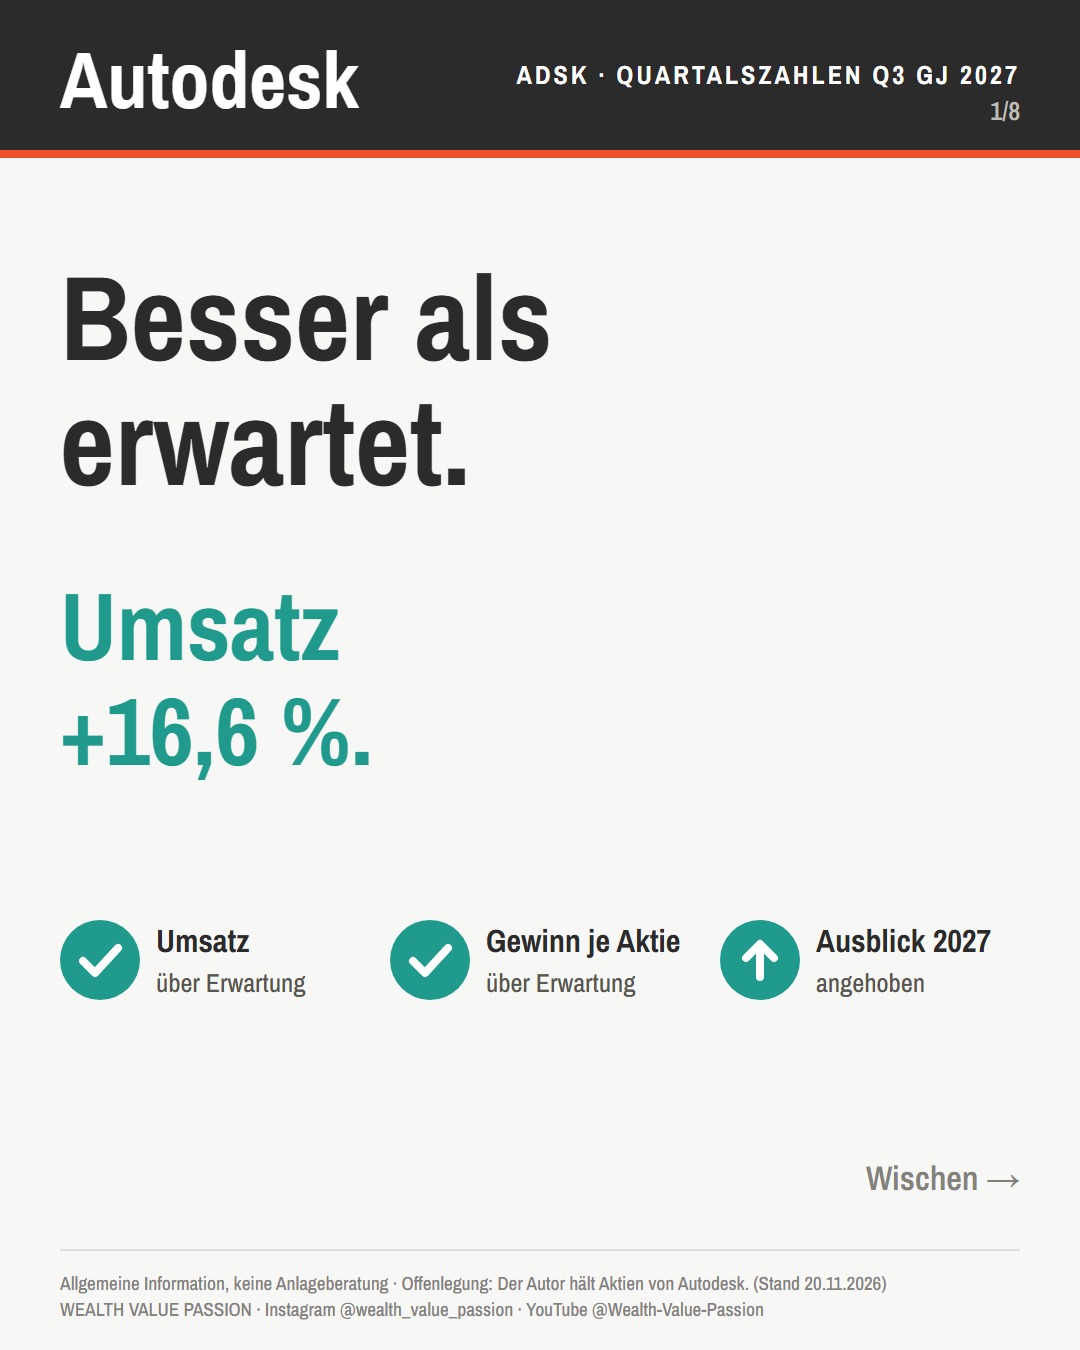 Autodesk
ADSK · QUARTALSZAHLEN Q3 GJ 2027
1/8
Besser als
erwartet.
Umsatz
+16,6 %.
Umsatz
über Erwartung
Gewinn je Aktie
über Erwartung
Ausblick 2027
angehoben
Wischen →
Allgemeine Information, keine Anlageberatung · Offenlegung: Der Autor hält Aktien von Autodesk. (Stand 20.11.2026)
WEALTH VALUE PASSION · Instagram @wealth_value_passion · YouTube @Wealth-Value-Passion